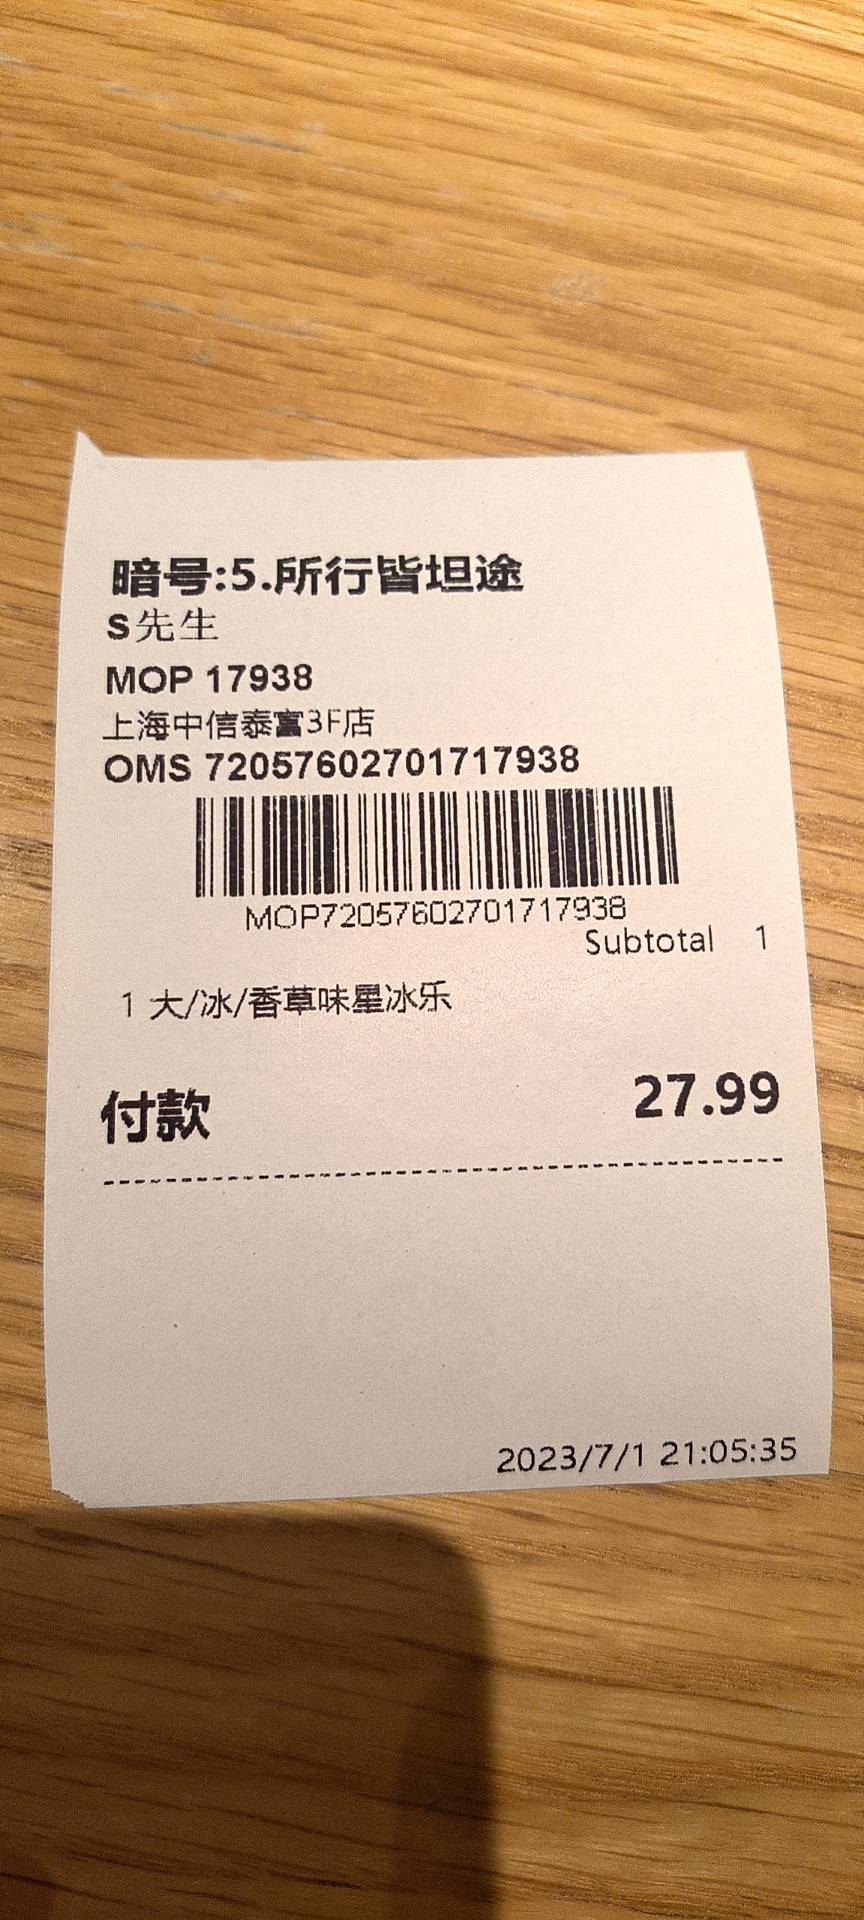 暗号:5.所行皆坦途
S先生
MOP 17938
上海中信泰富3F店
OMS 72057602701717938
MOP72057602701717938
Subtotal 1
1 大/冰/香草味星冰乐
付款 27.99
2023/7/1 21:05:35